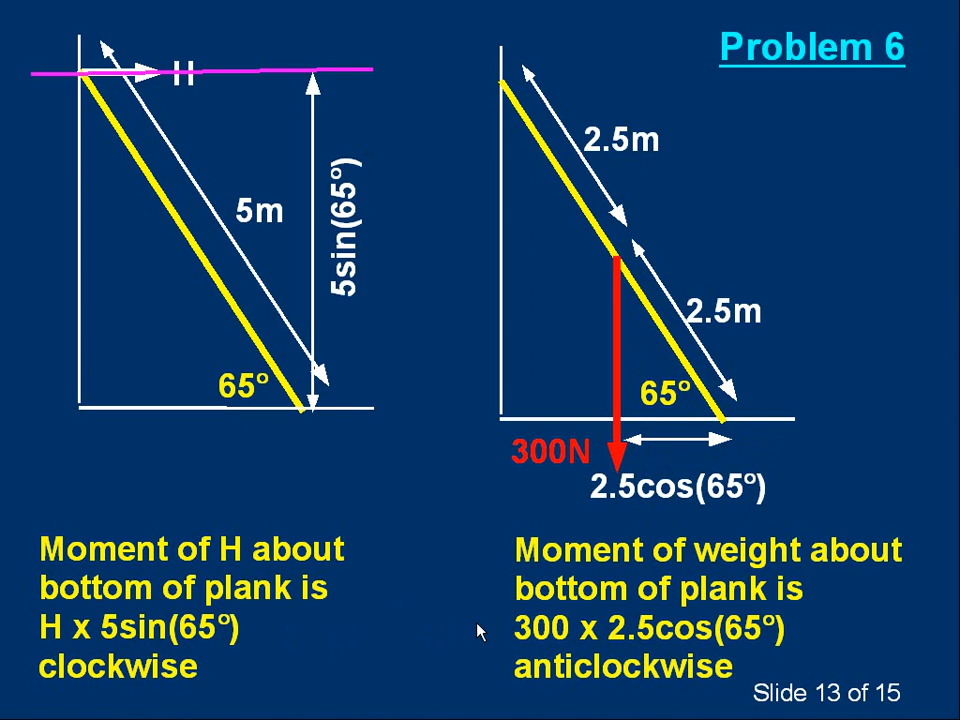 Problem 6
H
5m
5sin(65°)
65°
2.5m
2.5m
65°
300N
2.5cos(65°)
Moment of H about
bottom of plank is
H x 5sin(65°)
clockwise
Moment of weight about
bottom of plank is
300 x 2.5cos(65°)
anticlockwise
Slide 13 of 15